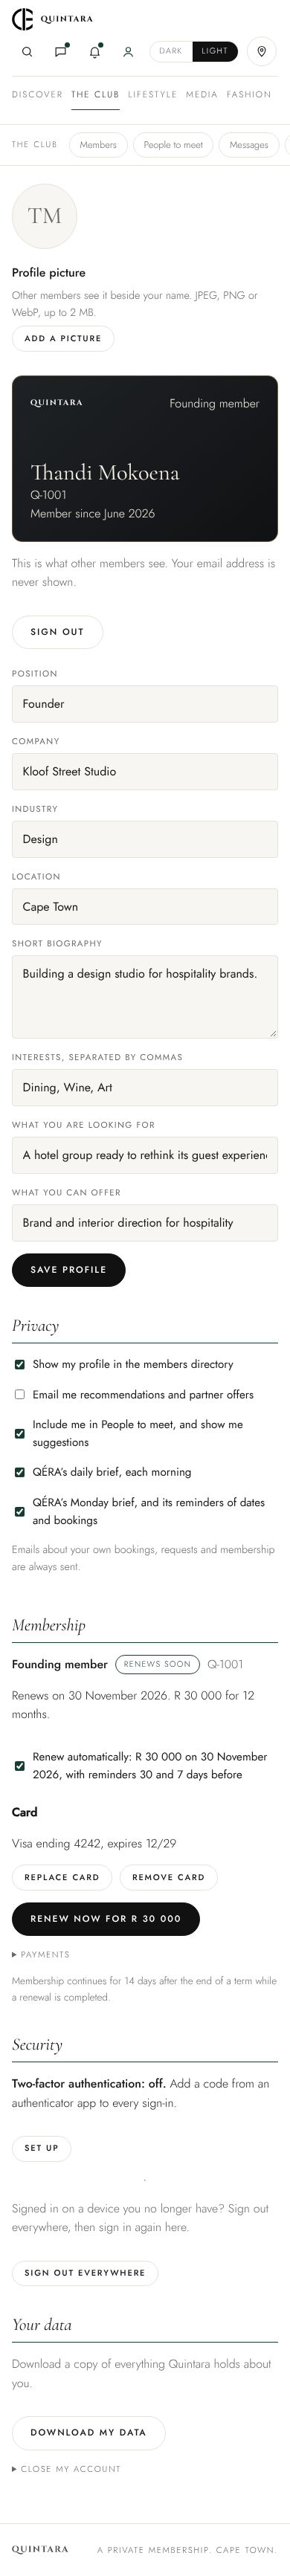 QUINTARA
DARK LIGHT
DISCOVER THE CLUB LIFESTYLE MEDIA FASHION
THE CLUB Members People to meet Messages
TM
Profile picture
Other members see it beside your name. JPEG, PNG or
WebP, up to 2 MB.
ADD A PICTURE
QUINTARA Founding member
Thandi Mokoena
Q-1001
Member since June 2026
This is what other members see. Your email address is
never shown.
SIGN OUT
POSITION
Founder
COMPANY
Kloof Street Studio
INDUSTRY
Design
LOCATION
Cape Town
SHORT BIOGRAPHY
Building a design studio for hospitality brands.
INTERESTS, SEPARATED BY COMMAS
Dining, Wine, Art
WHAT YOU ARE LOOKING FOR
A hotel group ready to rethink its guest experien
WHAT YOU CAN OFFER
Brand and interior direction for hospitality
SAVE PROFILE
Privacy
Show my profile in the members directory
Email me recommendations and partner offers
Include me in People to meet, and show me
suggestions
QÉRA’s daily brief, each morning
QÉRA’s Monday brief, and its reminders of dates
and bookings
Emails about your own bookings, requests and membership
are always sent.
Membership
Founding member RENEWS SOON Q-1001
Renews on 30 November 2026. R 30 000 for 12
months.
Renew automatically: R 30 000 on 30 November
2026, with reminders 30 and 7 days before
Card
Visa ending 4242, expires 12/29
REPLACE CARD REMOVE CARD
RENEW NOW FOR R 30 000
PAYMENTS
Membership continues for 14 days after the end of a term while
a renewal is completed.
Security
Two-factor authentication: off. Add a code from an
authenticator app to every sign-in.
SET UP
Signed in on a device you no longer have? Sign out
everywhere, then sign in again here.
SIGN OUT EVERYWHERE
Your data
Download a copy of everything Quintara holds about
you.
DOWNLOAD MY DATA
CLOSE MY ACCOUNT
QUINTARA A PRIVATE MEMBERSHIP. CAPE TOWN.